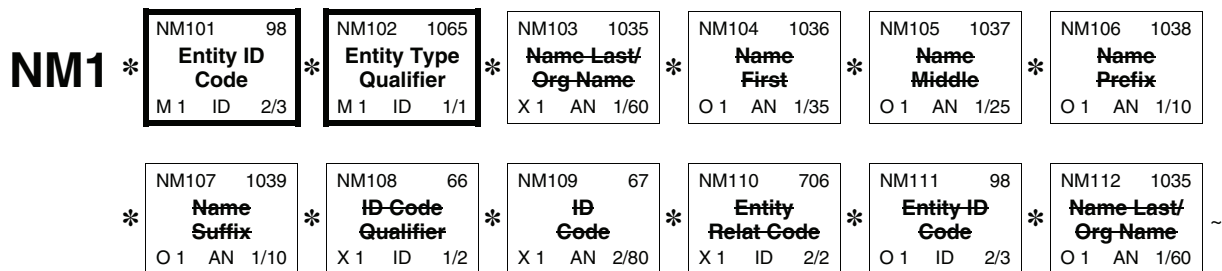 NM101 98 NM102 1065 NM103 1035 NM104 1036 NM105 1037 NM106 1038
NM1 * Entity ID Code * Entity Type Qualifier * Name Last/ Org Name * Name First * Name Middle * Name Prefix
M 1 ID 2/3 M 1 ID 1/1 X 1 AN 1/60 O 1 AN 1/35 O 1 AN 1/25 O 1 AN 1/10
NM107 1039 NM108 66 NM109 67 NM110 706 NM111 98 NM112 1035
* Name Suffix * ID Code Qualifier * ID Code * Entity Relat Code * Entity ID Code * Name Last/ Org Name ~
O 1 AN 1/10 X 1 ID 1/2 X 1 AN 2/80 X 1 ID 2/2 O 1 ID 2/3 O 1 AN 1/60